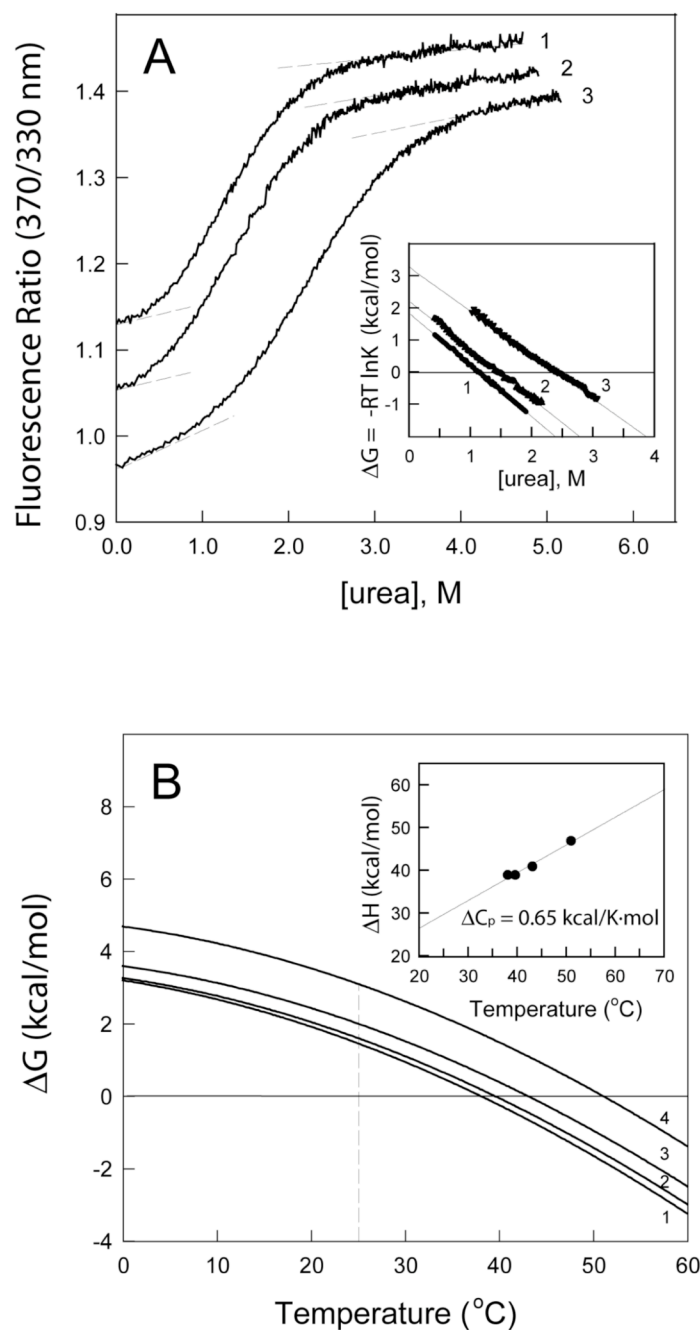 A
1
2
3
1.4
1.3
1.2
1.1
1.0
0.9
Fluorescence Ratio (370/330 nm)
0.0 1.0 2.0 3.0 4.0 5.0 6.0
[urea], M
3
2
1
0
-1
ΔG = -RT lnK (kcal/mol)
1 2 3
0 1 2 3 4
[urea], M
B
8
6
4
2
0
-2
-4
ΔG (kcal/mol)
60
50
40
30
20
ΔH (kcal/mol)
ΔCp = 0.65 kcal/K·mol
20 30 40 50 60 70
Temperature (°C)
4
3
2
1
0 10 20 30 40 50 60
Temperature (°C)